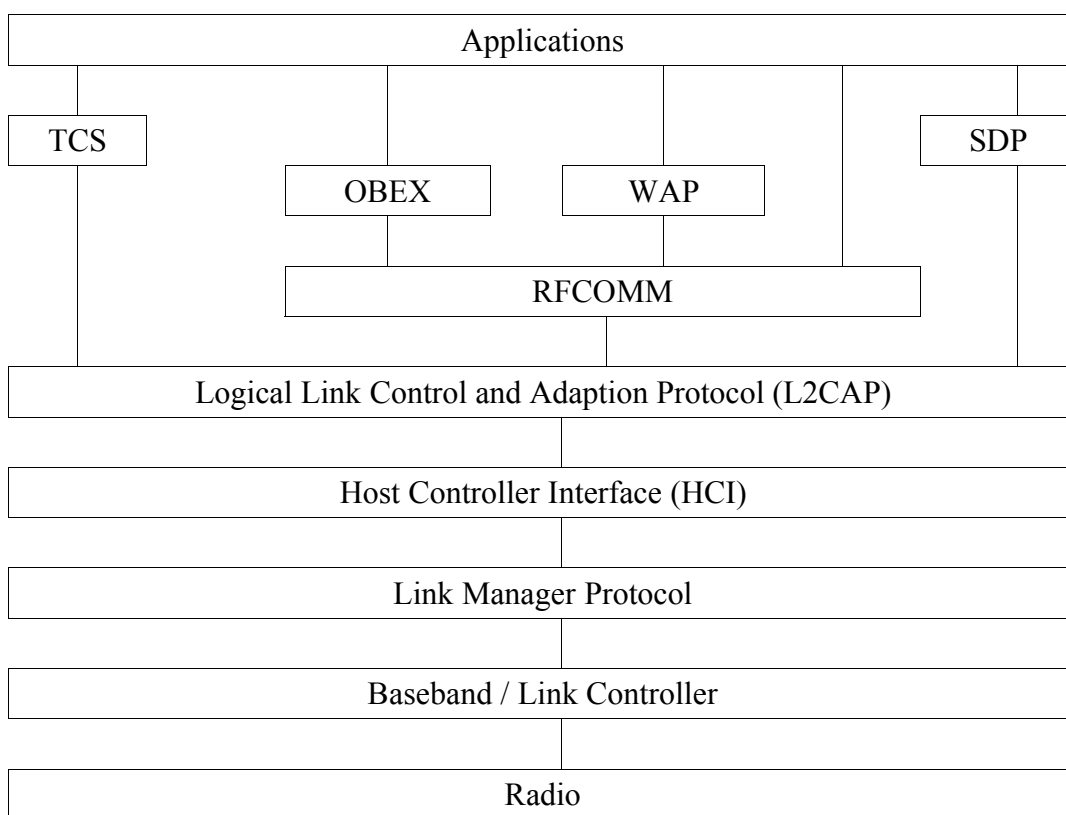 Applications
TCS
SDP
OBEX
WAP
RFCOMM
Logical Link Control and Adaption Protocol (L2CAP)
Host Controller Interface (HCI)
Link Manager Protocol
Baseband / Link Controller
Radio